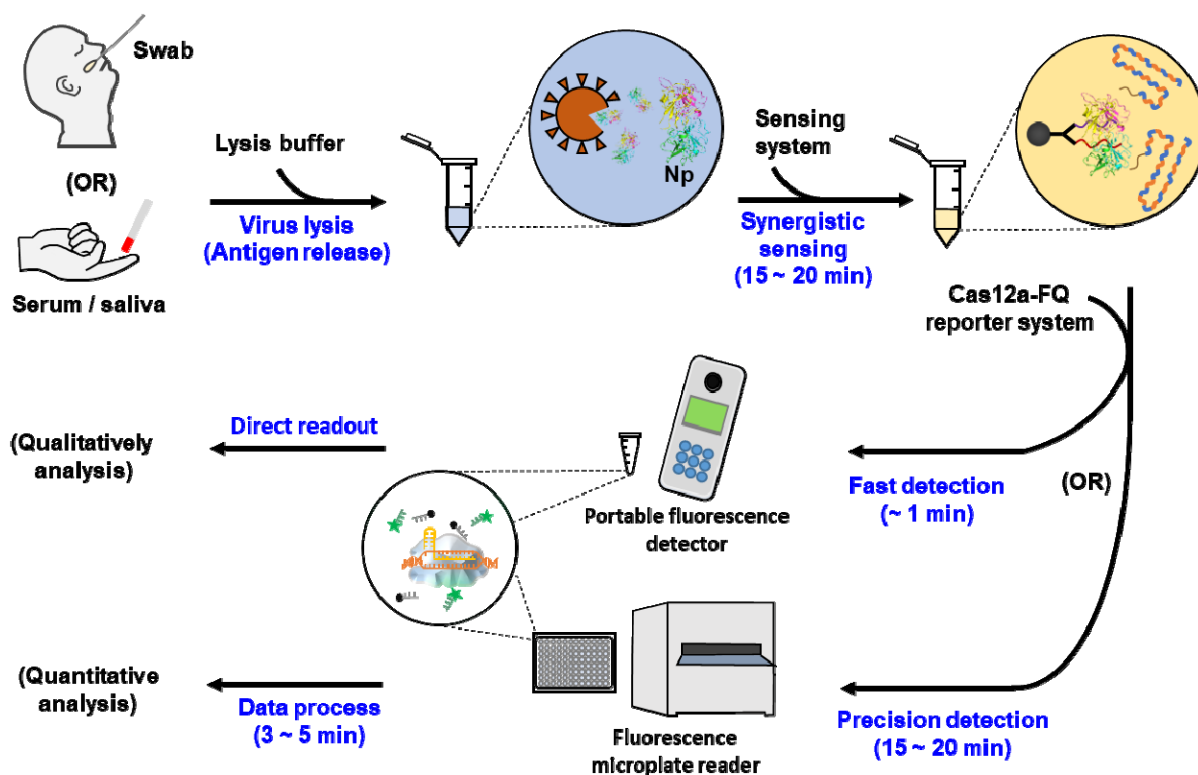 Swab
(OR)
Serum / saliva
Lysis buffer
Virus lysis
(Antigen release)
Np
Sensing
system
Synergistic
sensing
(15 ~ 20 min)
Cas12a-FQ
reporter system
(OR)
Fast detection
(~ 1 min)
Portable fluorescence
detector
Direct readout
(Qualitatively
analysis)
Precision detection
(15 ~ 20 min)
Fluorescence
microplate reader
Data process
(3 ~ 5 min)
(Quantitative
analysis)